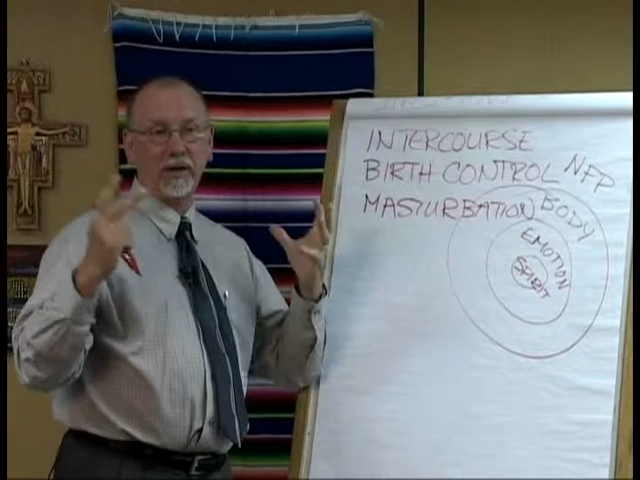 INTERCOURSE
BIRTH CONTROL NFP
MASTURBATION
BODY
EMOTION
SPIRIT